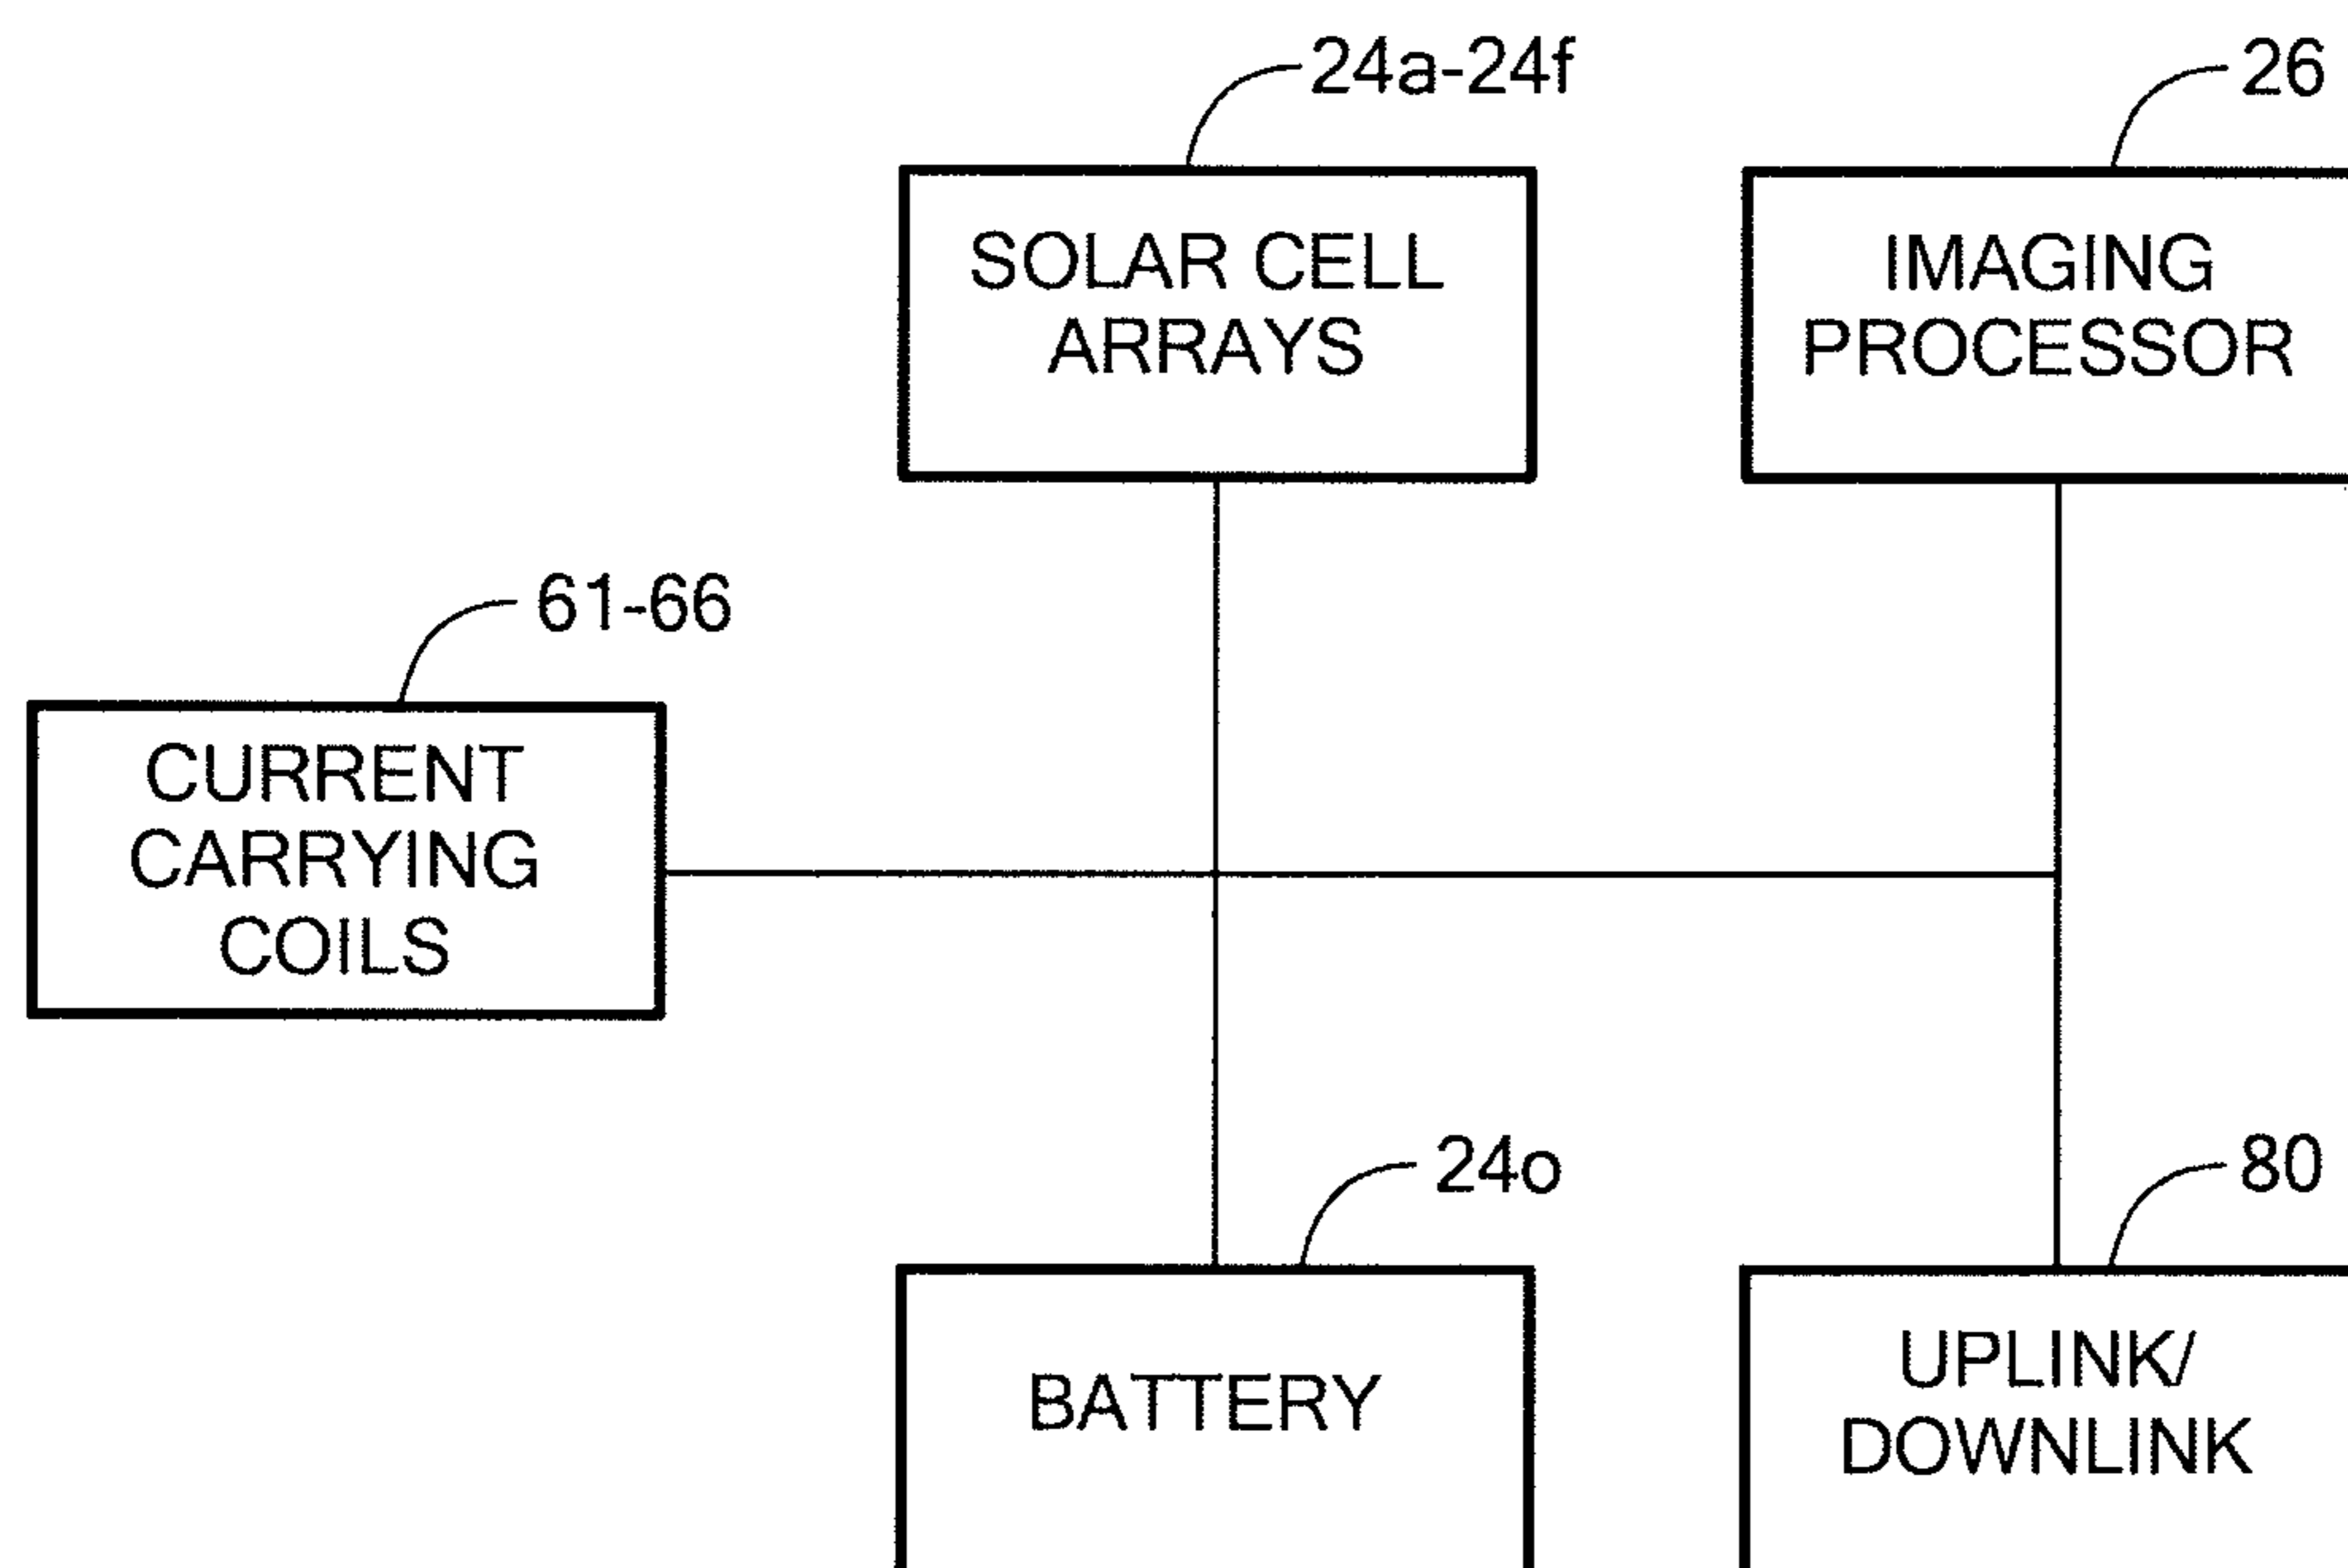 24a-24f
26
SOLAR CELL
ARRAYS
IMAGING
PROCESSOR
61-66
CURRENT
CARRYING
COILS
24o
80
BATTERY
UPLINK/
DOWNLINK